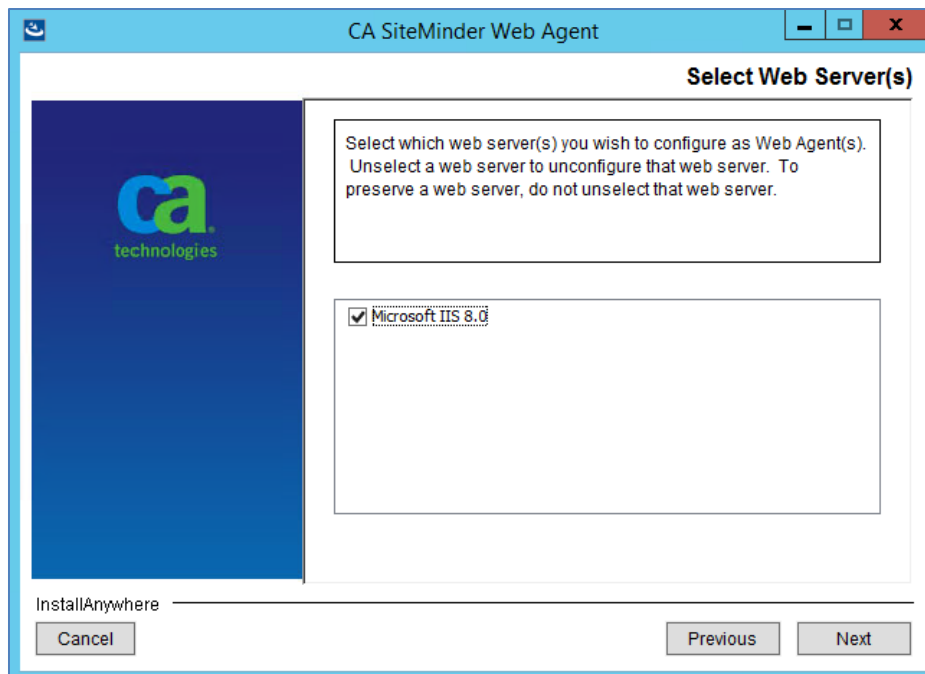 CA SiteMinder Web Agent
Select Web Server(s)
ca
technologies
Select which web server(s) you wish to configure as Web Agent(s).
Unselect a web server to unconfigure that web server. To
preserve a web server, do not unselect that web server.
Microsoft IIS 8.0
InstallAnywhere
Cancel
Previous
Next